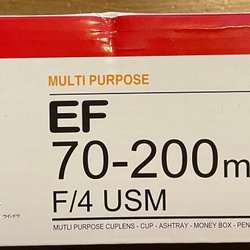 MULTI PURPOSE
EF
70-200m
F/4 USM
MUTLI PURPOSE CUPLENS - CUP - ASHTRAY - MONEY BOX - PEN